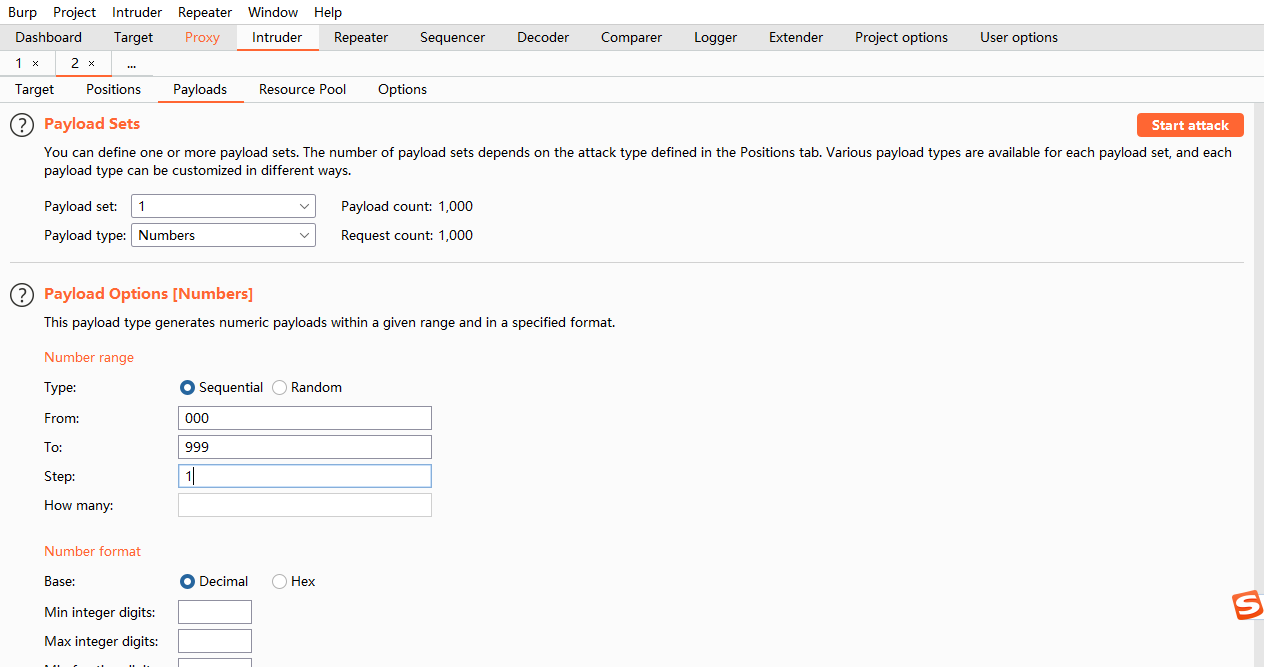 Burp Project Intruder Repeater Window Help
Dashboard Target Proxy Intruder Repeater Sequencer Decoder Comparer Logger Extender Project options User options
1 × 2 × ...
Target Positions Payloads Resource Pool Options
? Payload Sets Start attack
You can define one or more payload sets. The number of payload sets depends on the attack type defined in the Positions tab. Various payload types are available for each payload set, and each
payload type can be customized in different ways.
Payload set: 1 Payload count: 1,000
Payload type: Numbers Request count: 1,000
? Payload Options [Numbers]
This payload type generates numeric payloads within a given range and in a specified format.
Number range
Type: Sequential Random
From: 000
To: 999
Step: 1
How many:
Number format
Base: Decimal Hex
Min integer digits:
Max integer digits:
S